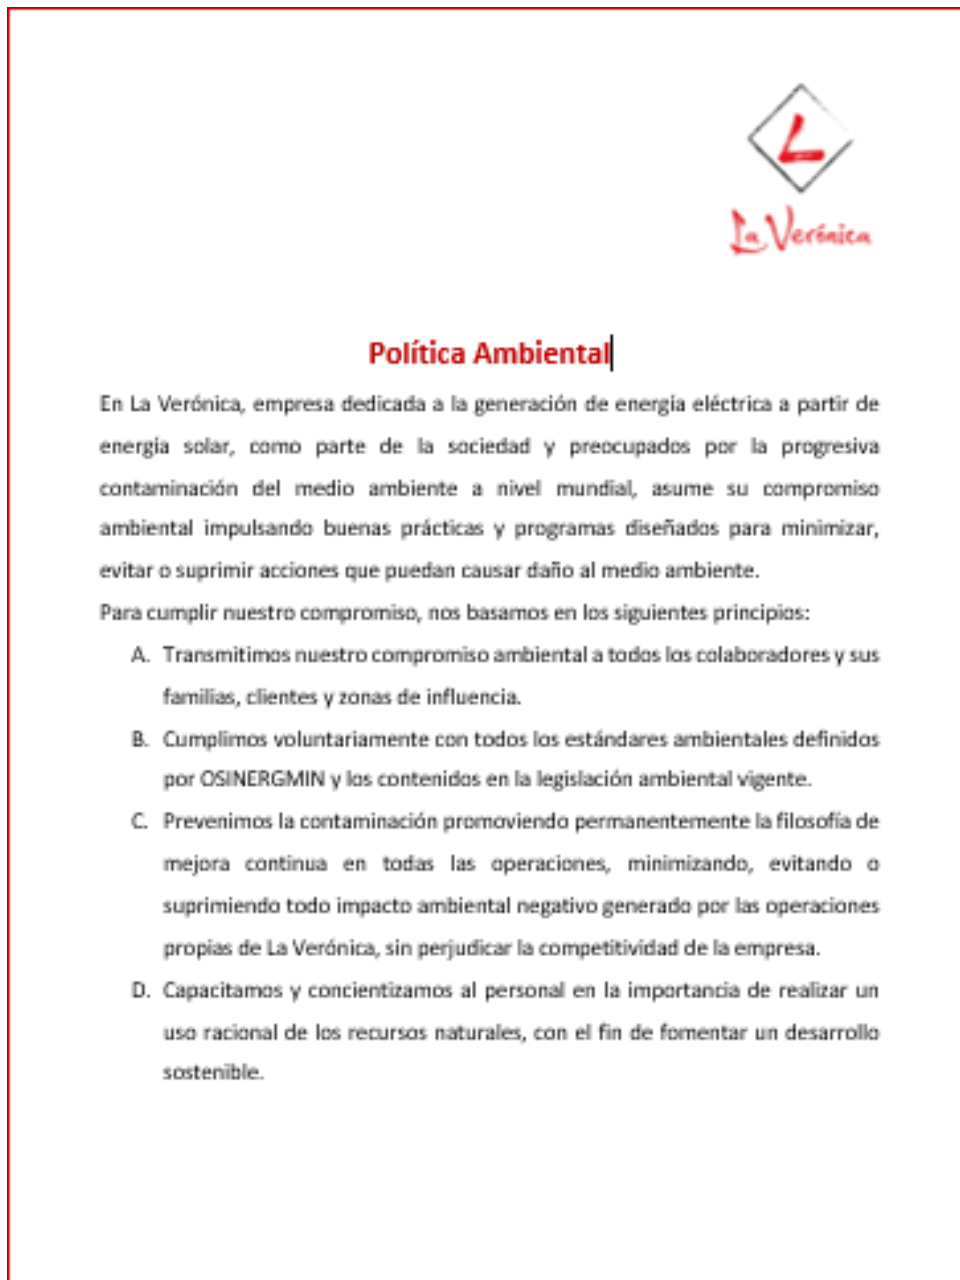 L
La Verónica
Política Ambiental
En La Verónica, empresa dedicada a la generación de energía eléctrica a partir de
energía solar, como parte de la sociedad y preocupados por la progresiva
contaminación del medio ambiente a nivel mundial, asume su compromiso
ambiental impulsando buenas prácticas y programas diseñados para minimizar,
evitar o suprimir acciones que puedan causar daño al medio ambiente.
Para cumplir nuestro compromiso, nos basamos en los siguientes principios:
A. Transmitimos nuestro compromiso ambiental a todos los colaboradores y sus
familias, clientes y zonas de influencia.
B. Cumplimos voluntariamente con todos los estándares ambientales definidos
por OSINERGMIN y los contenidos en la legislación ambiental vigente.
C. Prevenimos la contaminación promoviendo permanentemente la filosofía de
mejora continua en todas las operaciones, minimizando, evitando o
suprimiendo todo impacto ambiental negativo generado por las operaciones
propias de La Verónica, sin perjudicar la competitividad de la empresa.
D. Capacitamos y concientizamos al personal en la importancia de realizar un
uso racional de los recursos naturales, con el fin de fomentar un desarrollo
sostenible.